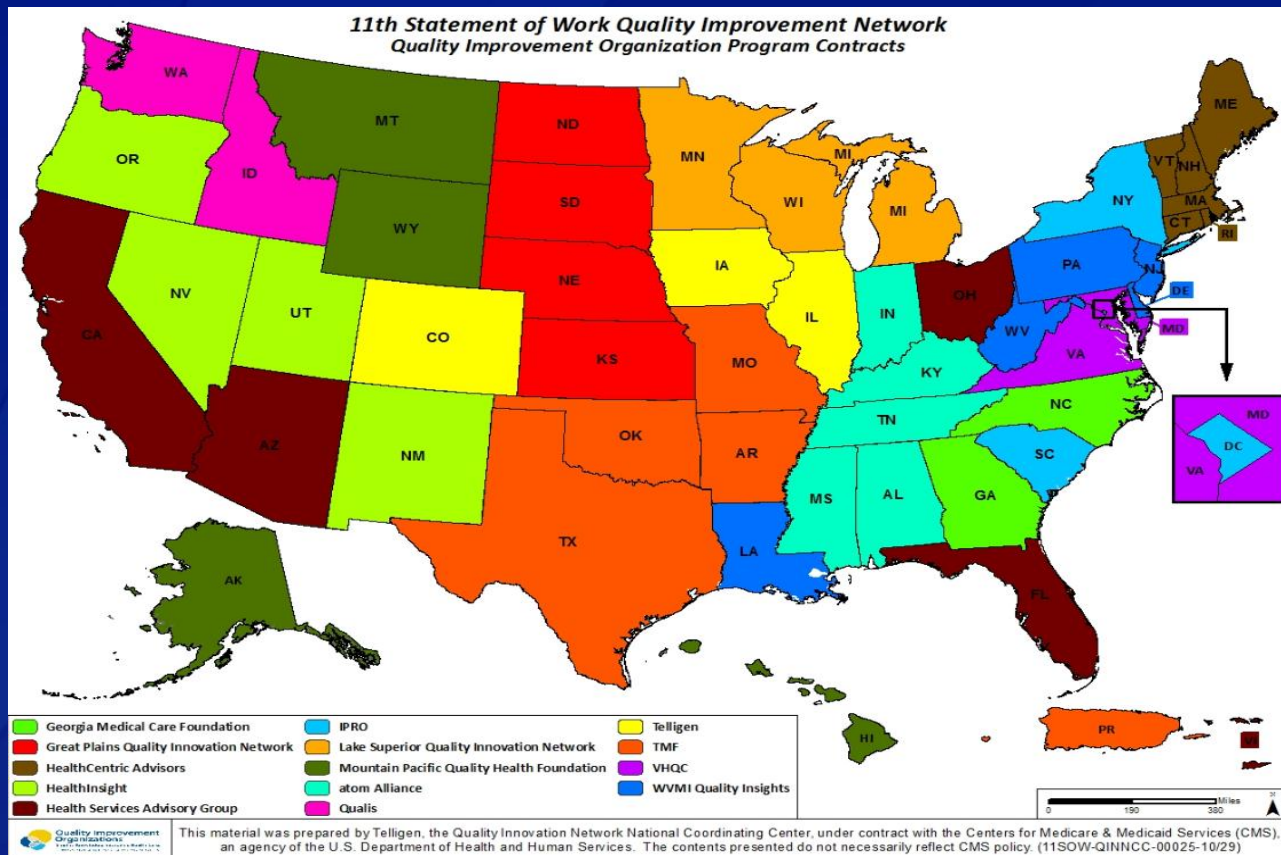 11th Statement of Work Quality Improvement Network
Quality Improvement Organization Program Contracts
WA
MT
ND
MN
MI
ME
VT
NH
OR
ID
SD
WI
MI
NY
MA
CT
RI
WY
IA
PA
NJ
NE
DE
NV
UT
CO
IL
IN
OH
WV
MD
VA
CA
KS
MO
KY
NC
MD
AZ
NM
OK
AR
TN
SC
DC
VA
MS
AL
GA
TX
LA
AK
FL
HI
PR
Georgia Medical Care Foundation
Great Plains Quality Innovation Network
HealthCentric Advisors
HealthInsight
Health Services Advisory Group
IPRO
Lake Superior Quality Innovation Network
Mountain Pacific Quality Health Foundation
atom Alliance
Qualis
Telligen
TMF
VHQC
WVMI Quality Insights
Miles
0 190 380
Quality Improvement
Organizations
This material was prepared by Telligen, the Quality Innovation Network National Coordinating Center, under contract with the Centers for Medicare & Medicaid Services (CMS),
an agency of the U.S. Department of Health and Human Services. The contents presented do not necessarily reflect CMS policy. (11SOW-QINNCC-00025-10/29)